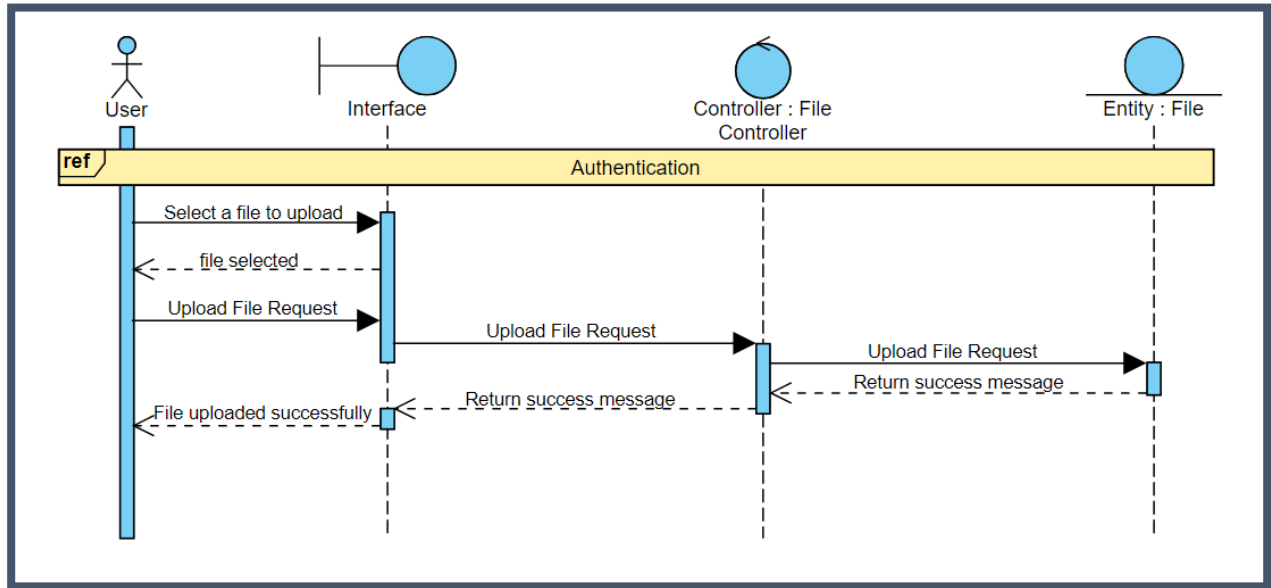 User
Interface
Controller : File
Controller
Entity : File
ref
Authentication
Select a file to upload
file selected
Upload File Request
Upload File Request
Upload File Request
Return success message
Return success message
File uploaded successfully